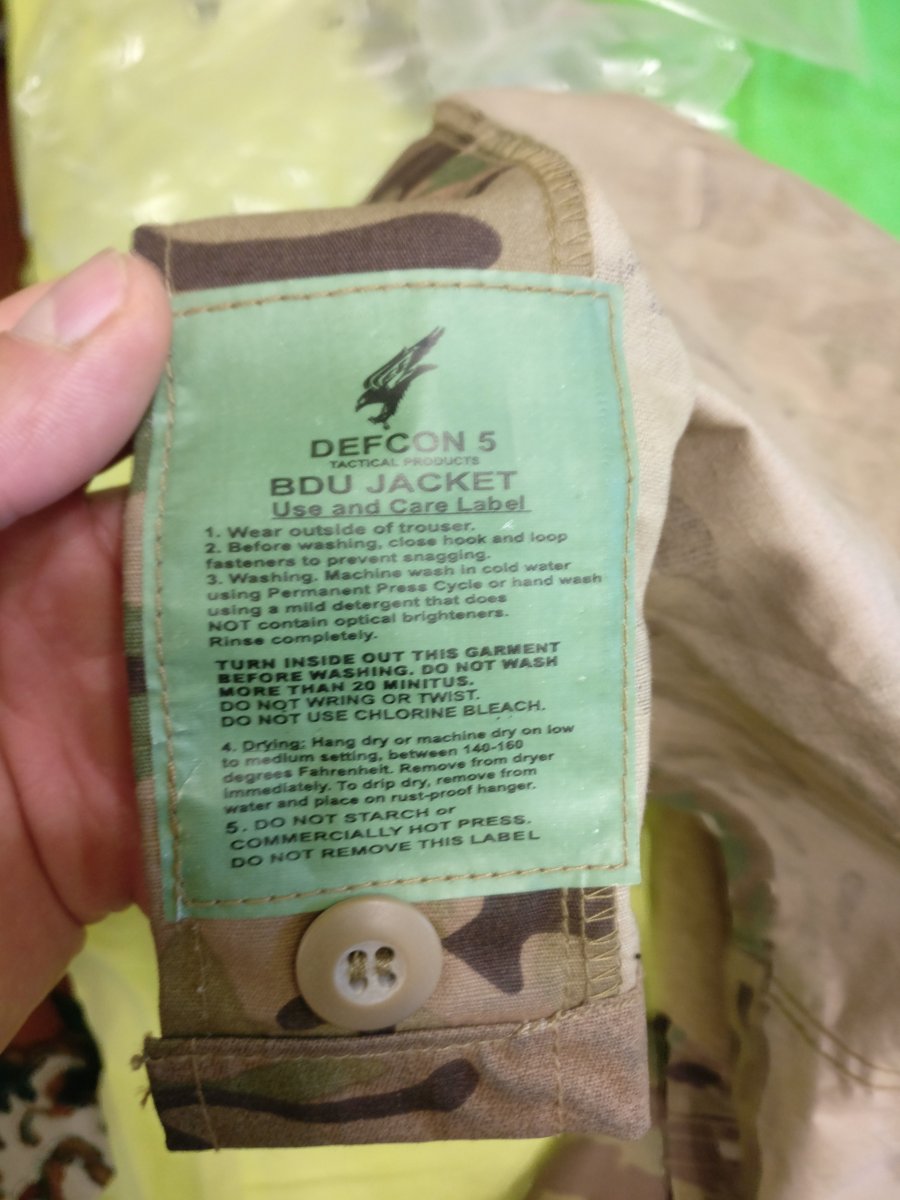 DEFCON 5
TACTICAL PRODUCTS
BDU JACKET
Use and Care Label
1. Wear outside of trouser.
2. Before washing, close hook and loop
fasteners to prevent snagging.
3. Washing. Machine wash in cold water
using Permanent Press Cycle or hand wash
using a mild detergent that does
NOT contain optical brighteners.
Rinse completely.
TURN INSIDE OUT THIS GARMENT
BEFORE WASHING. DO NOT WASH
MORE THAN 20 MINITUS.
DO NOT WRING OR TWIST.
DO NOT USE CHLORINE BLEACH.
4. Drying: Hang dry or machine dry on low
to medium setting, between 140-160
degrees Fahrenheit. Remove from dryer
immediately. To drip dry, remove from
water and place on rust-proof hanger.
5. DO NOT STARCH or
COMMERCIALLY HOT PRESS.
DO NOT REMOVE THIS LABEL